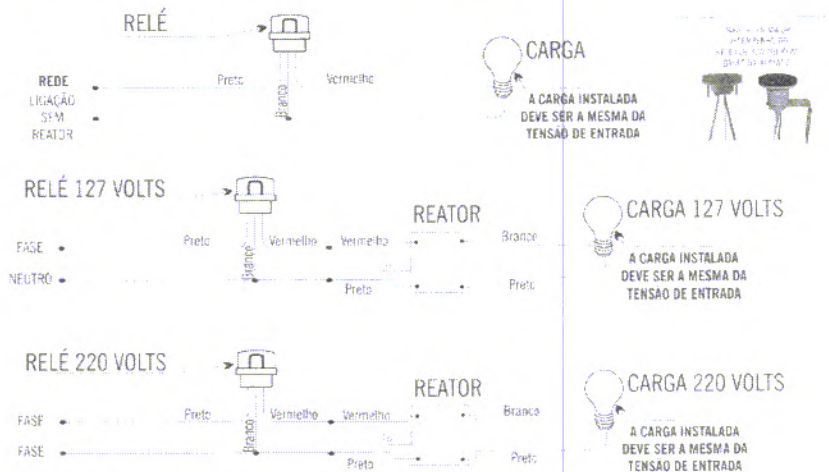 RELÉ
CARGA
REDE
LIGAÇÃO
SEM
REATOR
Preto
Branco
Vermelho
A CARGA INSTALADA
DEVE SER A MESMA DA
TENSÃO DE ENTRADA
RELÉ 127 VOLTS
REATOR
CARGA 127 VOLTS
FASE
NEUTRO
Preto
Branco
Vermelho
Vermelho
Preto
Branco
Preto
A CARGA INSTALADA
DEVE SER A MESMA DA
TENSÃO DE ENTRADA
RELÉ 220 VOLTS
REATOR
CARGA 220 VOLTS
FASE
FASE
Preto
Branco
Vermelho
Vermelho
Preto
Branco
Preto
A CARGA INSTALADA
DEVE SER A MESMA DA
TENSÃO DE ENTRADA